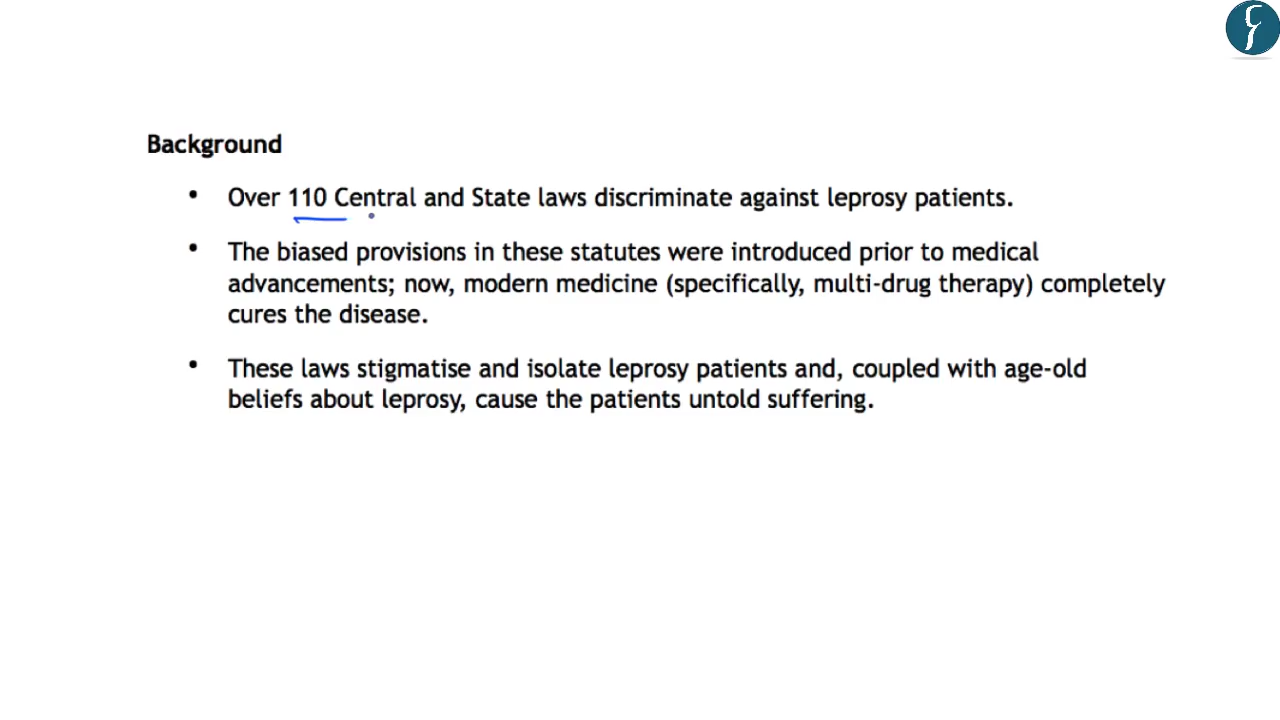 Background
• Over 110 Central and State laws discriminate against leprosy patients.
• The biased provisions in these statutes were introduced prior to medical
advancements; now, modern medicine (specifically, multi-drug therapy) completely
cures the disease.
• These laws stigmatise and isolate leprosy patients and, coupled with age-old
beliefs about leprosy, cause the patients untold suffering.